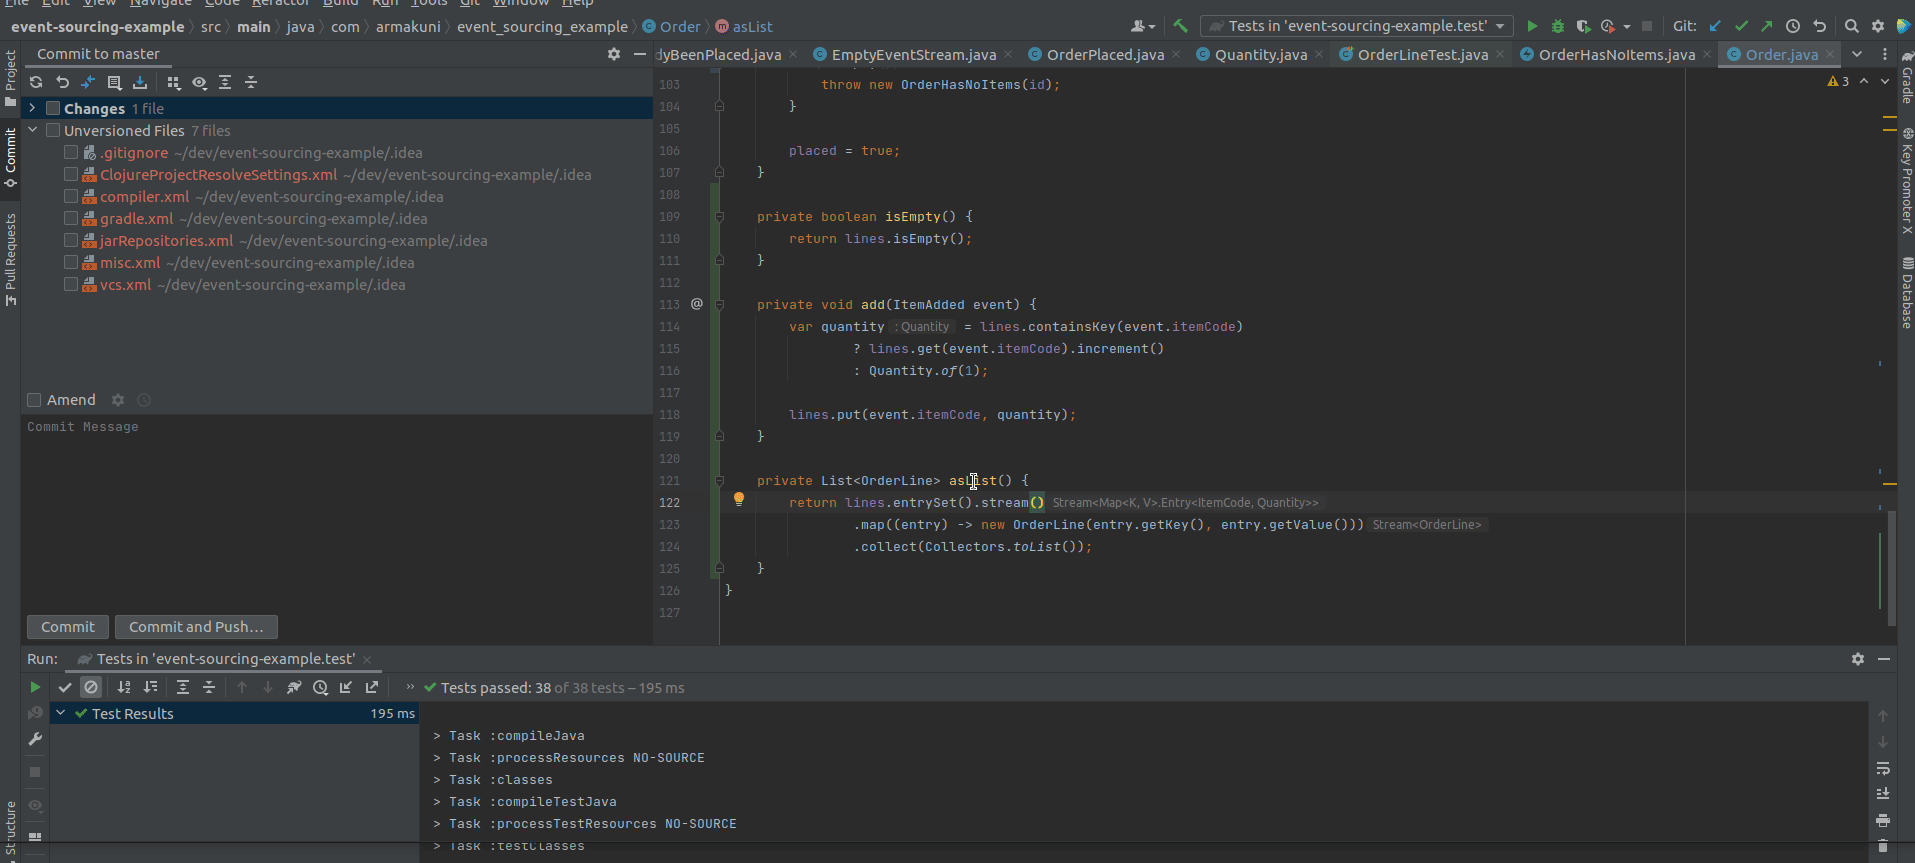 File Edit View Navigate Code Refactor Build Run Tools Git Window Help
event-sourcing-example > src > main > java > com > armakuni > event_sourcing_example > Order > asList
Tests in 'event-sourcing-example.test'
Git:
Project
Commit
Pull Requests
Structure
Commit to master
Changes 1 file
Unversioned Files 7 files
.gitignore ~/dev/event-sourcing-example/.idea
ClojureProjectResolveSettings.xml ~/dev/event-sourcing-example/.idea
compiler.xml ~/dev/event-sourcing-example/.idea
gradle.xml ~/dev/event-sourcing-example/.idea
jarRepositories.xml ~/dev/event-sourcing-example/.idea
misc.xml ~/dev/event-sourcing-example/.idea
vcs.xml ~/dev/event-sourcing-example/.idea
Amend
Commit Message
Commit
Commit and Push...
dyBeenPlaced.java EmptyEventStream.java OrderPlaced.java Quantity.java OrderLineTest.java OrderHasNoItems.java Order.java
3
103 throw new OrderHasNoItems(id);
104 }
105
106 placed = true;
107 }
108
109 private boolean isEmpty() {
110 return lines.isEmpty();
111 }
112
113 @ private void add(ItemAdded event) {
114 var quantity : Quantity = lines.containsKey(event.itemCode)
115 ? lines.get(event.itemCode).increment()
116 : Quantity.of(1);
117
118 lines.put(event.itemCode, quantity);
119 }
120
121 private List<OrderLine> asList() {
122 return lines.entrySet().stream() Stream<Map<K, V>.Entry<ItemCode, Quantity>>
123 .map((entry) -> new OrderLine(entry.getKey(), entry.getValue())) Stream<OrderLine>
124 .collect(Collectors.toList());
125 }
126 }
127
Gradle
Key Promoter X
Database
Run: Tests in 'event-sourcing-example.test'
» Tests passed: 38 of 38 tests – 195 ms
Test Results 195 ms
> Task :compileJava
> Task :processResources NO-SOURCE
> Task :classes
> Task :compileTestJava
> Task :processTestResources NO-SOURCE
> Task :testClasses